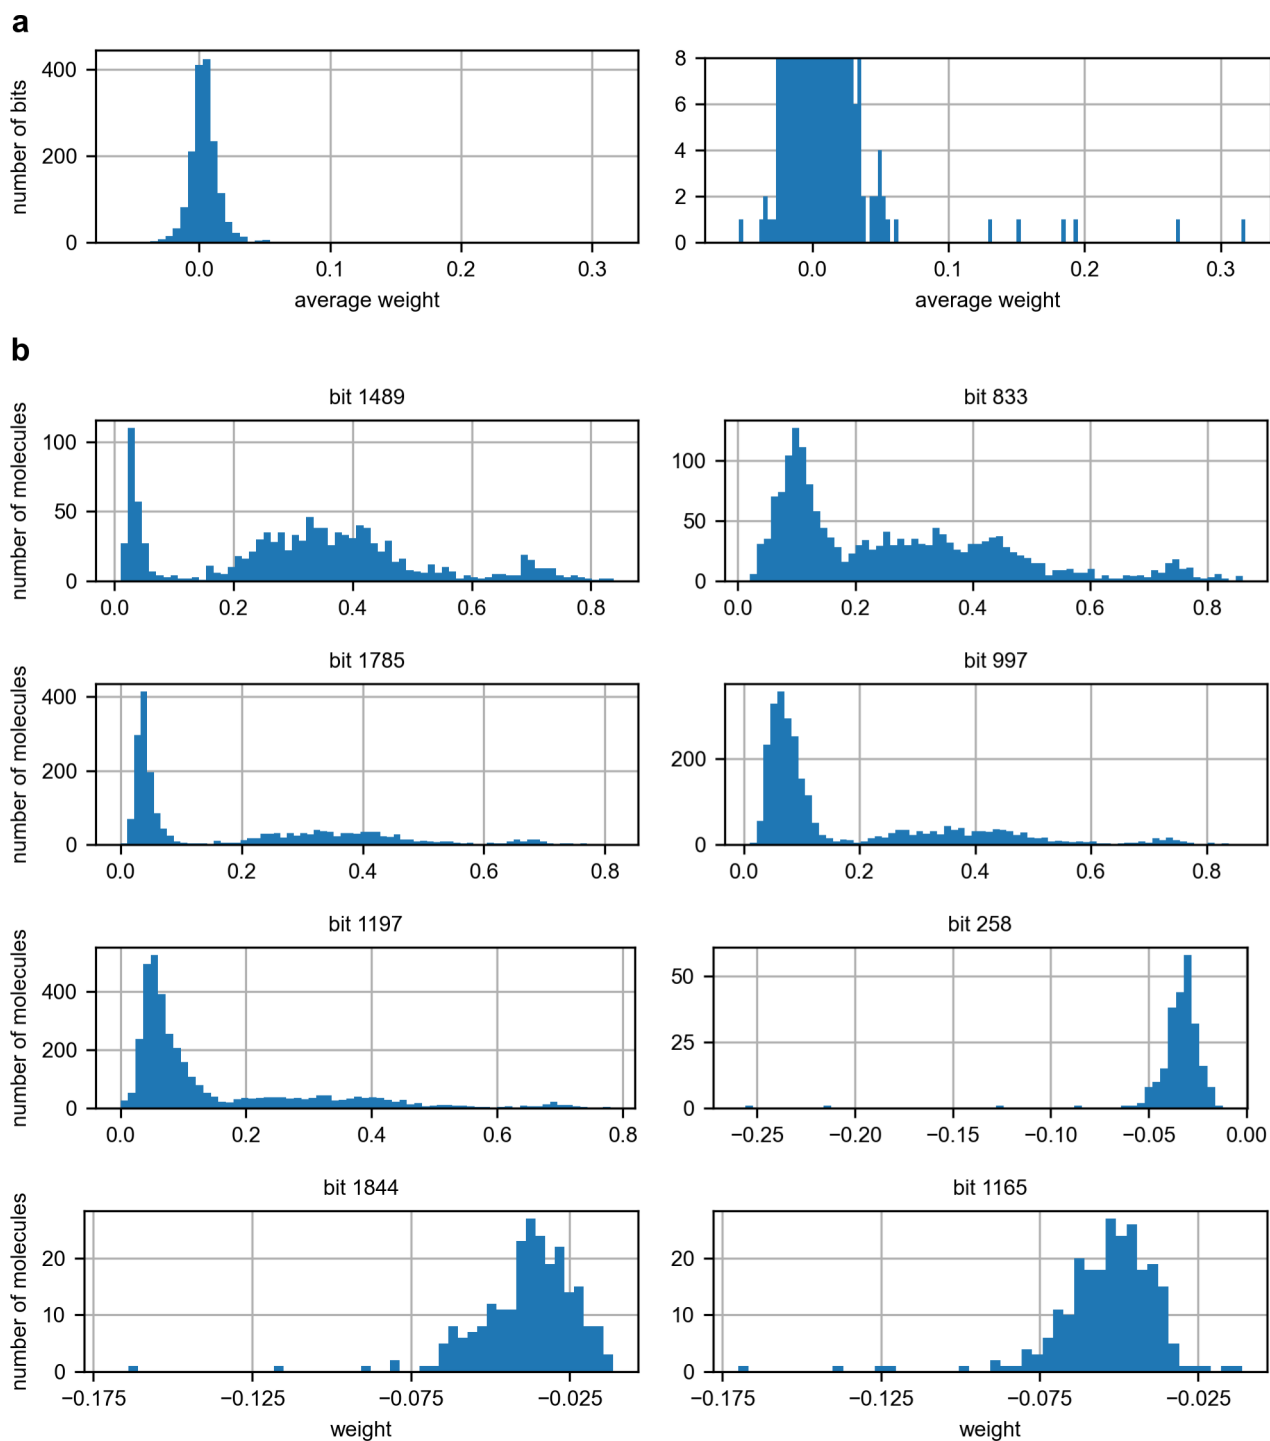 a
number of bits
400
200
0
0.0 0.1 0.2 0.3
average weight
8
6
4
2
0
0.0 0.1 0.2 0.3
average weight
b
bit 1489
number of molecules
100
50
0
0.0 0.2 0.4 0.6 0.8
bit 833
100
50
0
0.0 0.2 0.4 0.6 0.8
bit 1785
number of molecules
400
200
0
0.0 0.2 0.4 0.6 0.8
bit 997
200
0
0.0 0.2 0.4 0.6 0.8
bit 1197
number of molecules
400
200
0
0.0 0.2 0.4 0.6 0.8
bit 258
50
25
0
−0.25 −0.20 −0.15 −0.10 −0.05 0.00
bit 1844
number of molecules
20
10
0
−0.175 −0.125 −0.075 −0.025
weight
bit 1165
20
10
0
−0.175 −0.125 −0.075 −0.025
weight